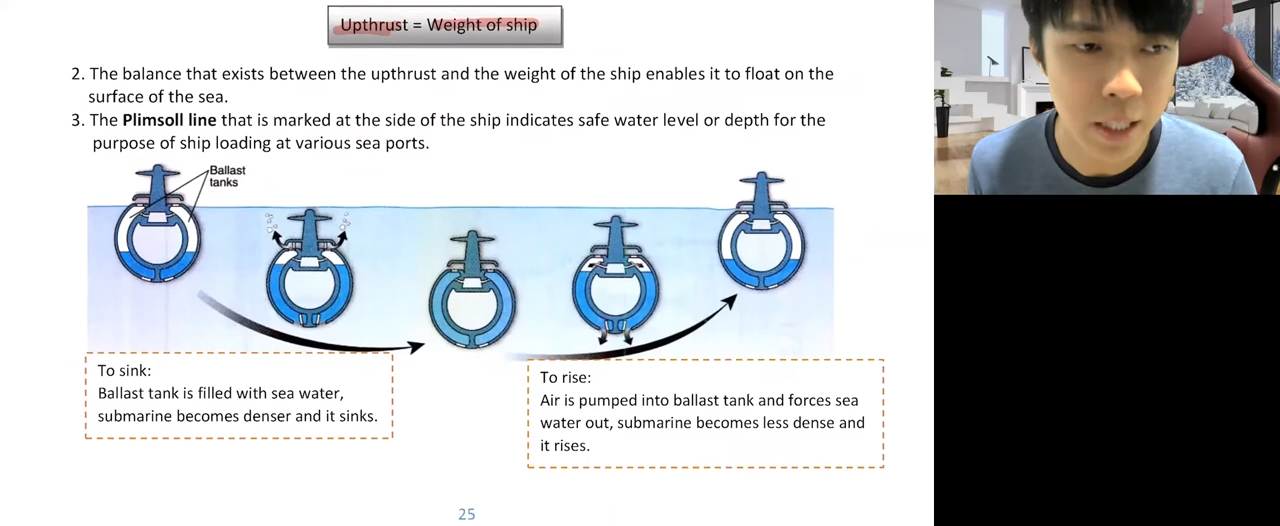 Upthrust = Weight of ship
2. The balance that exists between the upthrust and the weight of the ship enables it to float on the
surface of the sea.
3. The Plimsoll line that is marked at the side of the ship indicates safe water level or depth for the
purpose of ship loading at various sea ports.
Ballast
tanks
To sink:
Ballast tank is filled with sea water,
submarine becomes denser and it sinks.
To rise:
Air is pumped into ballast tank and forces sea
water out, submarine becomes less dense and
it rises.
25